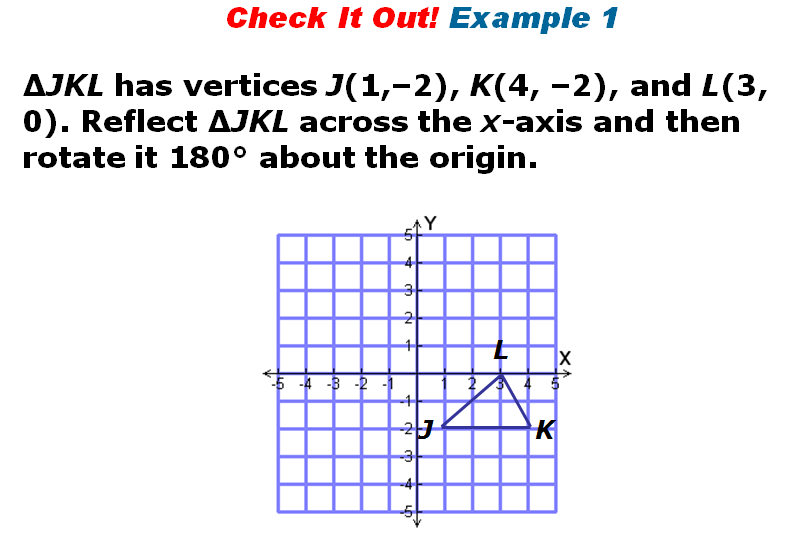 Check It Out! Example 1
∆JKL has vertices J(1,–2), K(4, –2), and L(3,
0). Reflect ∆JKL across the x-axis and then
rotate it 180° about the origin.
Y
5
4
3
2
1
L
X
-5 -4 -3 -2 -1 1 2 3 4 5
-1
-2 J K
-3
-4
-5